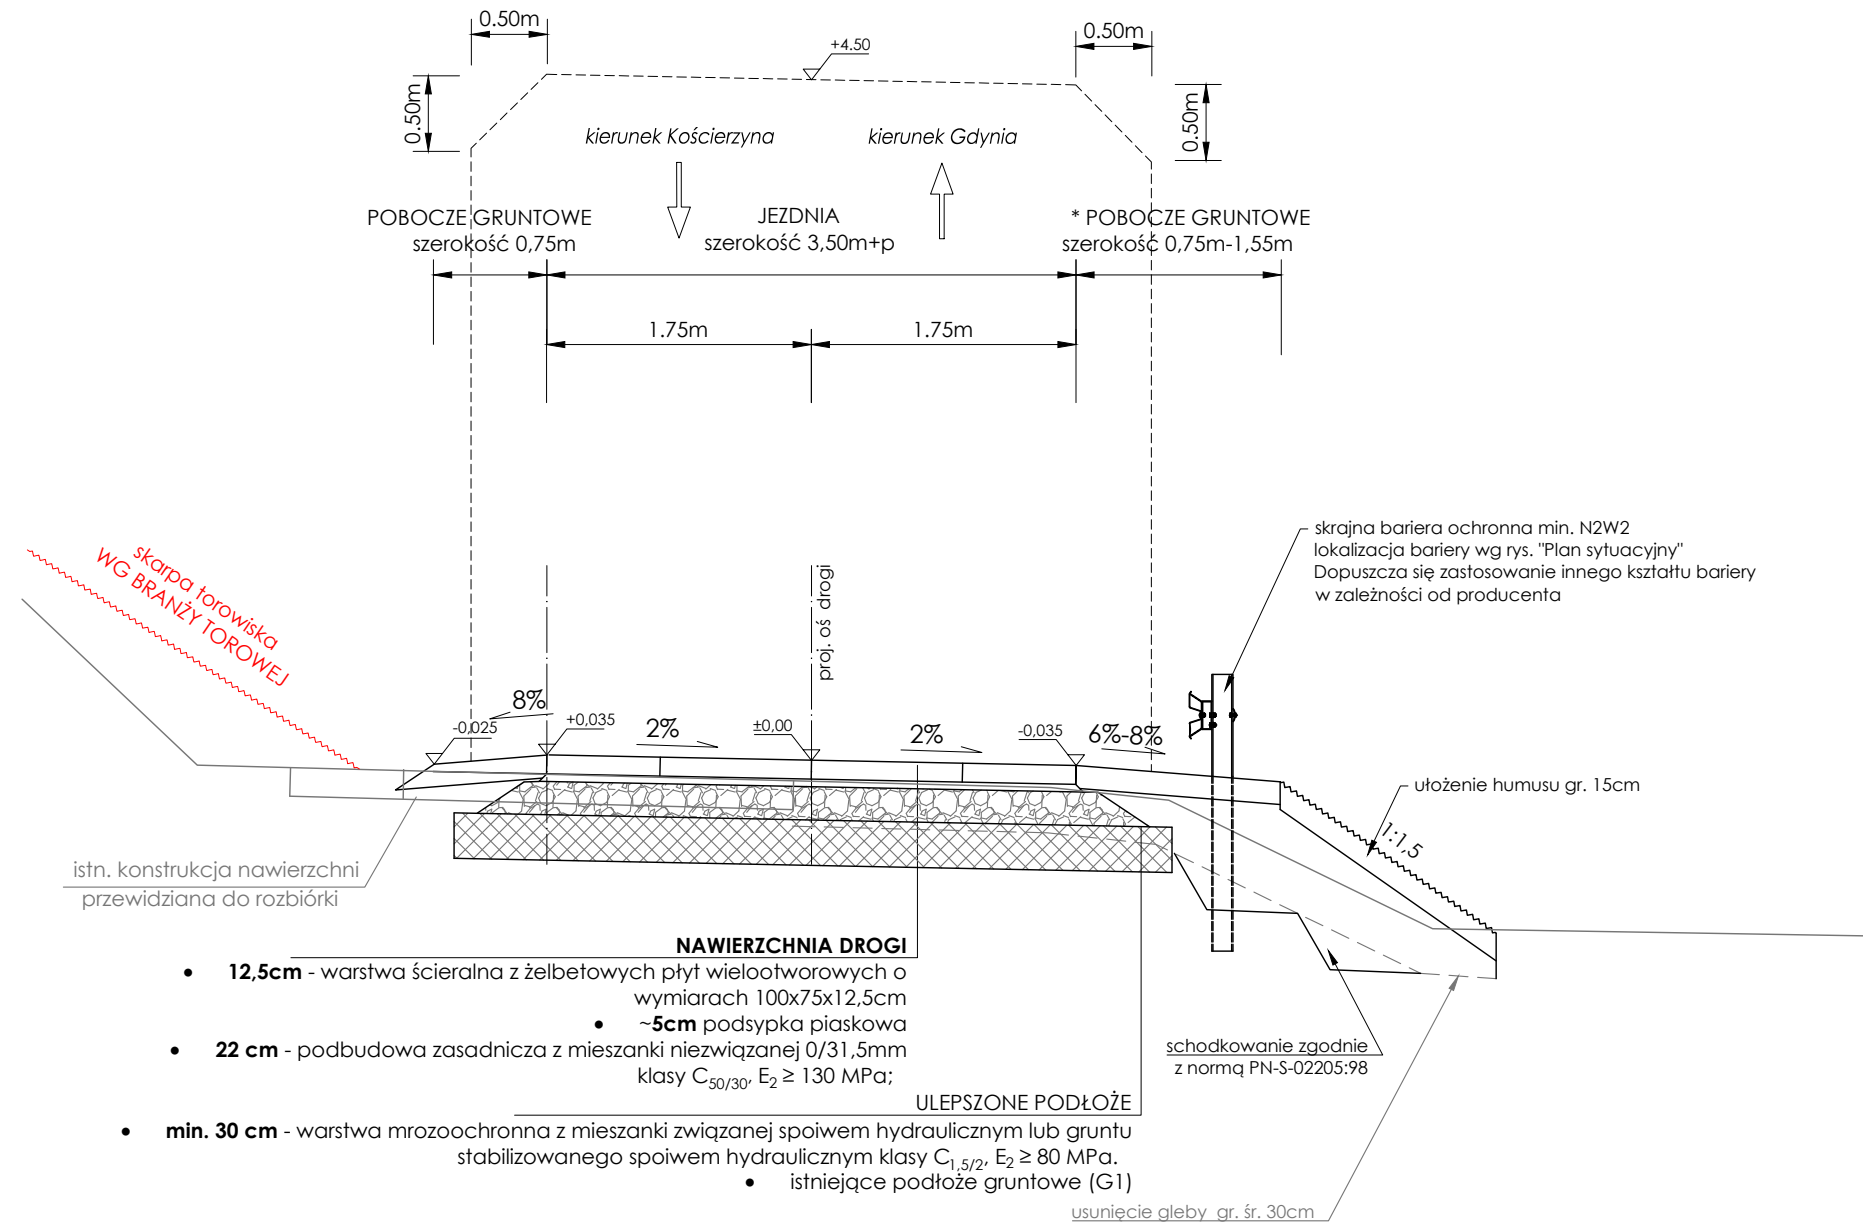 0.50m
0.50m
+4.50
0.50m
0.50m
kierunek Kościerzyna
kierunek Gdynia
POBOCZE GRUNTOWE
szerokość 0,75m
JEZDNIA
szerokość 3,50m+p
* POBOCZE GRUNTOWE
szerokość 0,75m-1,55m
1.75m
1.75m
skrajna bariera ochronna min. N2W2
lokalizacja bariery wg rys. "Plan sytuacyjny"
Dopuszcza się zastosowanie innego kształtu bariery
w zależności od producenta
skarpa torowiska
WG BRANŻY TOROWEJ
proj. oś drogi
8%
-0,025
+0,035
2%
±0,00
2%
-0,035
6%-8%
ułożenie humusu gr. 15cm
1:1,5
istn. konstrukcja nawierzchni
przewidziana do rozbiórki
NAWIERZCHNIA DROGI
• 12,5cm - warstwa ścieralna z żelbetowych płyt wielootworowych o
wymiarach 100x75x12,5cm
• ~5cm podsypka piaskowa
• 22 cm - podbudowa zasadnicza z mieszanki niezwiązanej 0/31,5mm
klasy C50/30, E2 ≥ 130 MPa;
schodkowanie zgodnie
z normą PN-S-02205:98
ULEPSZONE PODŁOŻE
• min. 30 cm - warstwa mrozoochronna z mieszanki związanej spoiwem hydraulicznym lub gruntu
stabilizowanego spoiwem hydraulicznym klasy C1,5/2, E2 ≥ 80 MPa.
• istniejące podłoże gruntowe (G1)
usunięcie gleby gr. śr. 30cm